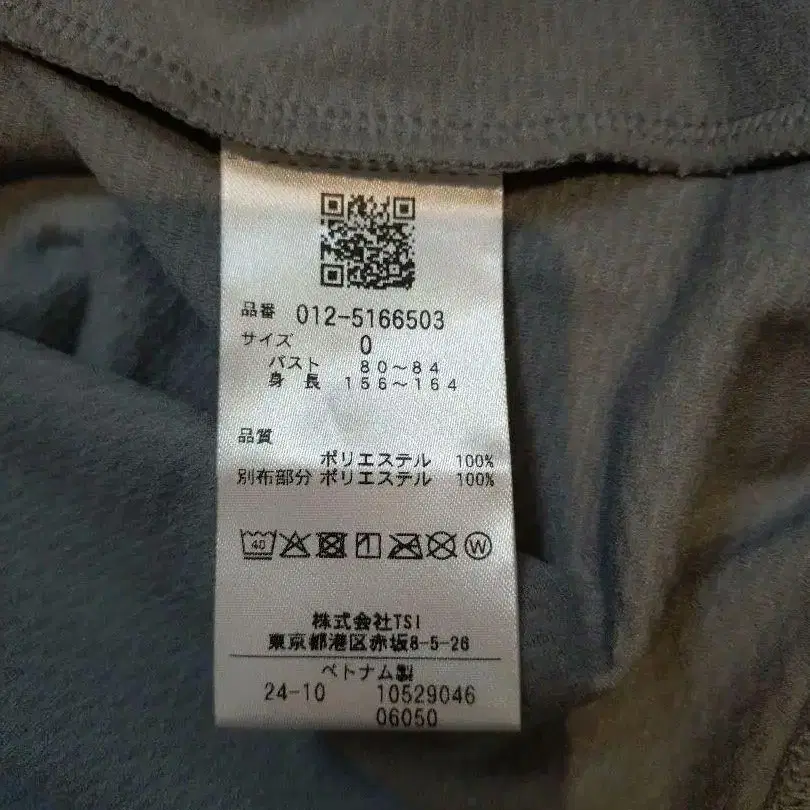 品番 012-5166503
サイズ 0
バスト 80～84
身長 156～164
品質
ポリエステル 100%
別布部分 ポリエステル 100%
40 W
株式会社TSI
東京都港区赤坂8-5-26
ベトナム製
24-10 10529046
06050